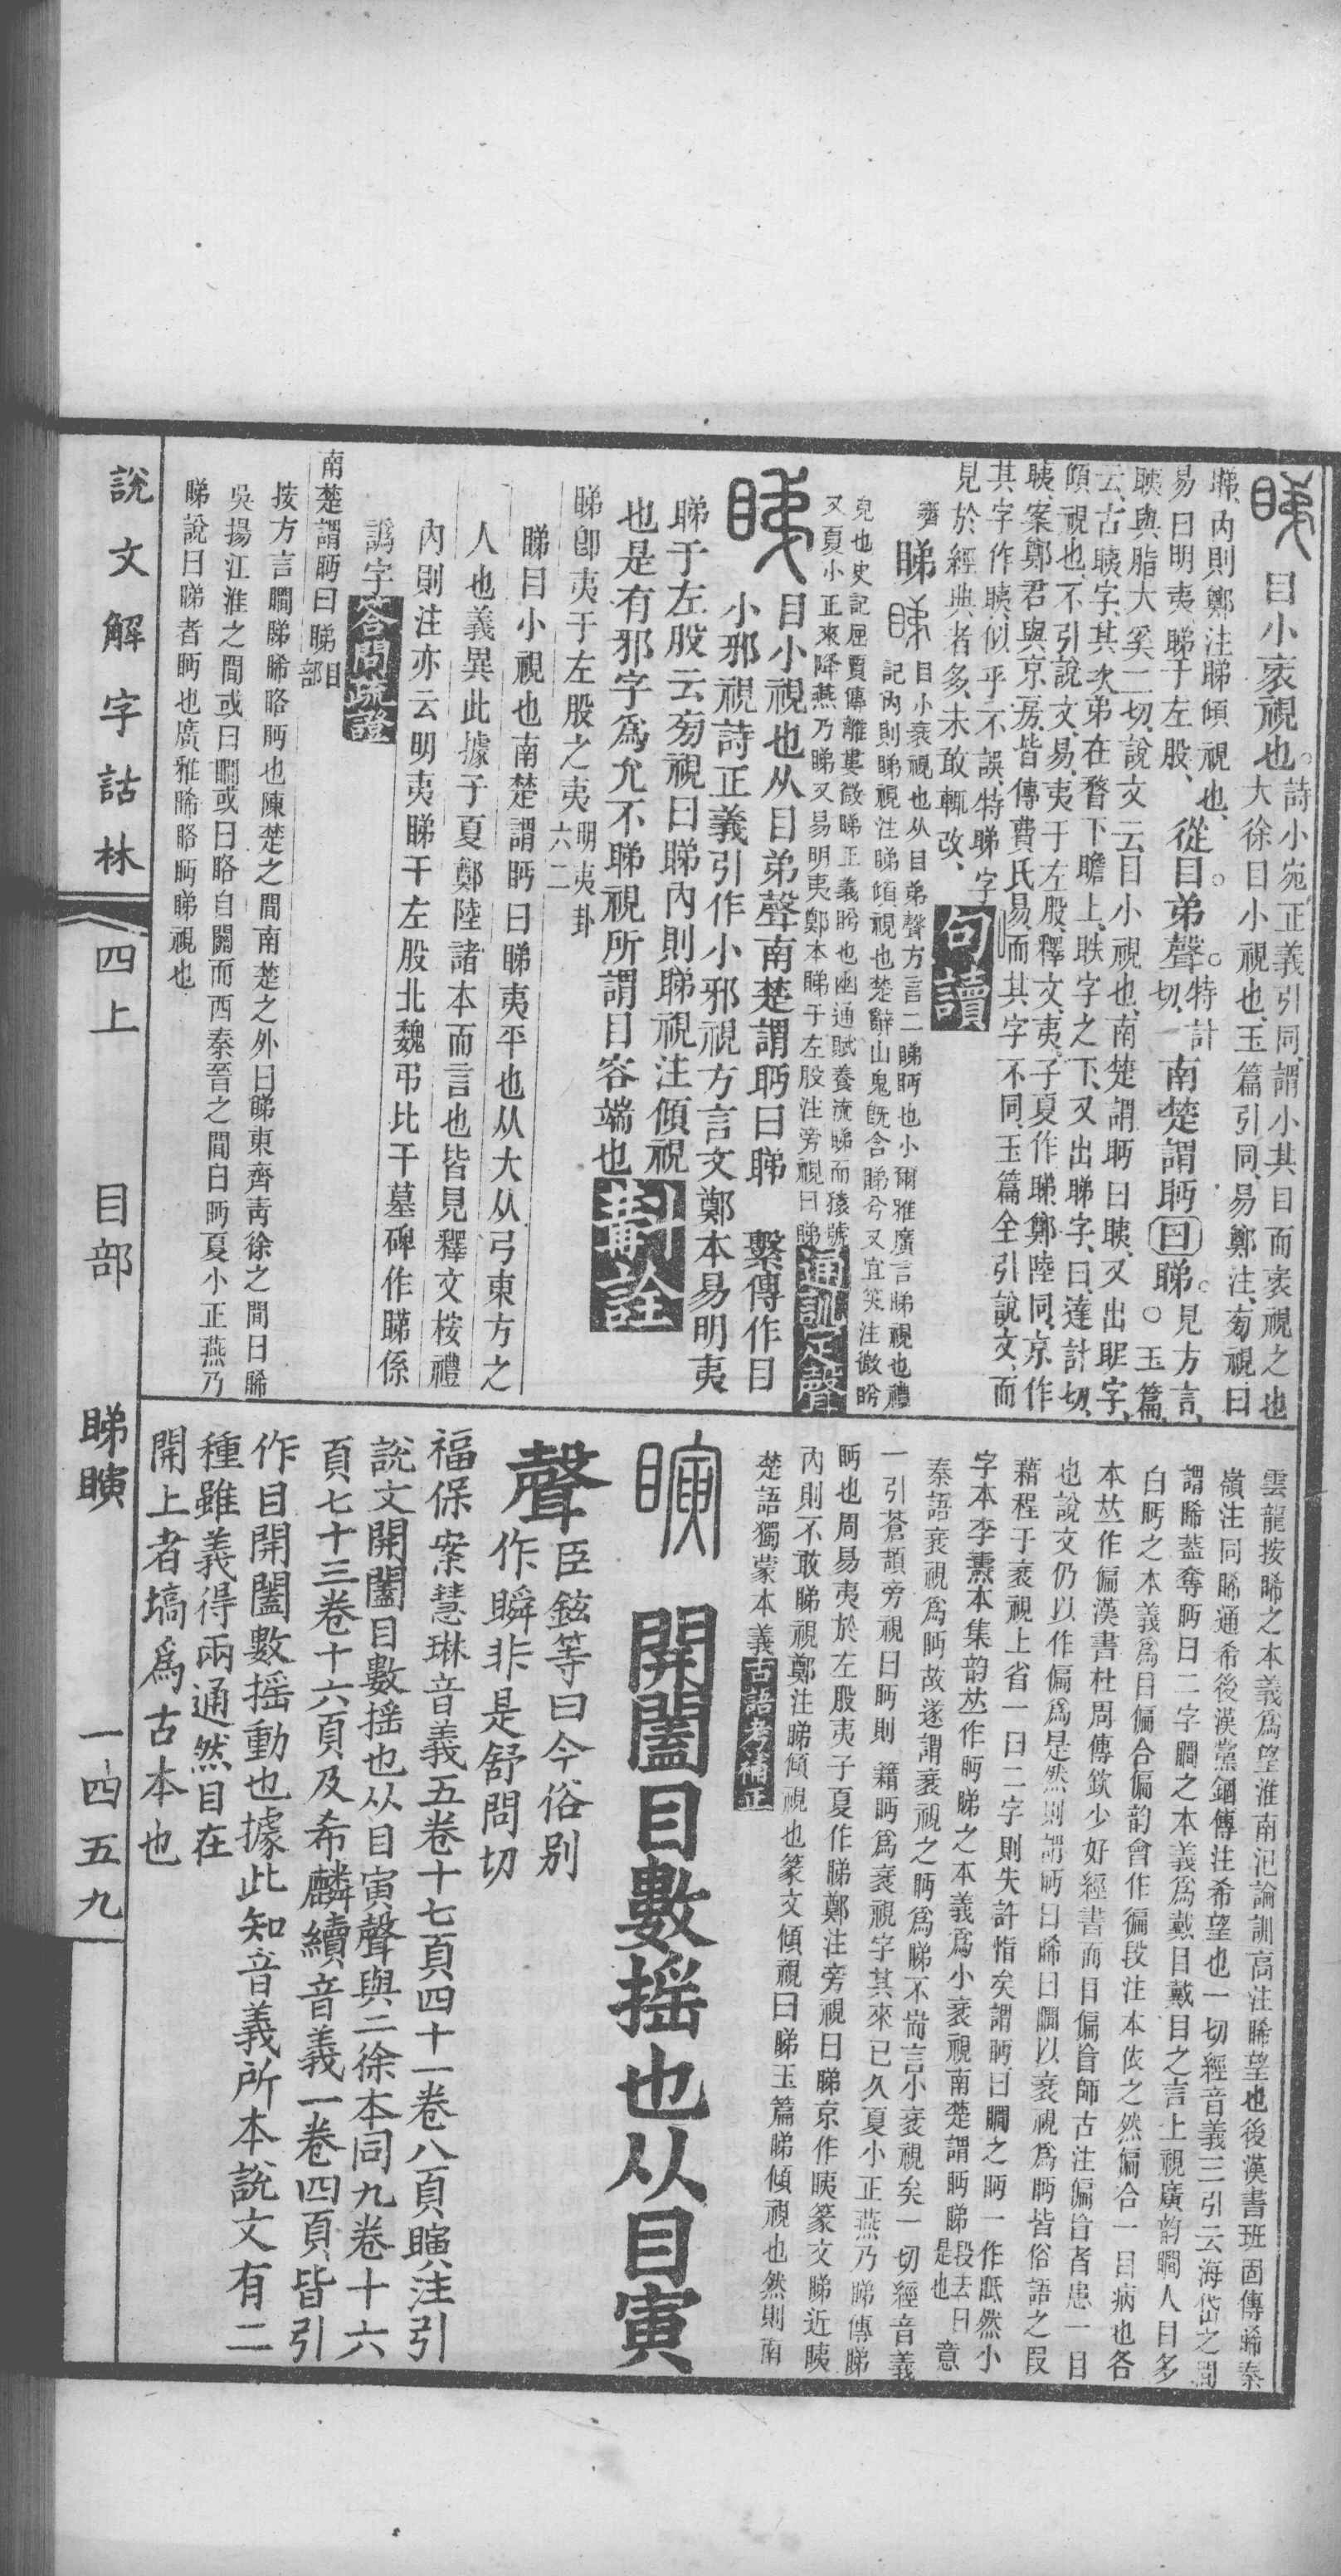 睇 目小衺視也。詩小宛正義引同、謂小其目而衺視之也
大徐目小視也、玉篇引同、易鄭注、旁視曰
睇、內則鄭注睇傾視也、從目弟聲。特計切、南楚謂眄曰睇。見方言、
易曰明夷、睇于左股、○玉篇、
眱與脂大奚二切、說文云目小視也、南楚謂眄曰眱、又出眤字、
云、古眱字、其次弟在瞀下瞻上、眣字之下、又出睇字、曰達計切、
傾視也、不引說文、易、夷于左股、釋文、夷、子夏作睇、鄭陸同、京作
眱、案鄭君與京房、皆傳費氏易、而其字不同、玉篇全引說文、而
其字作眱、似乎不誤、特睇字
見於經典者多、未敢輒改、句讀
睇 目小衺視也从目弟聲方言二睇眄也小爾雅廣言睇視也禮
記內則睇視注睇傾視也楚辭山鬼旣含睇兮又宜笑注微眄
皃也史記屈賈傳離婁微睇正義眄也幽通賦養流睇而猨號
又夏小正來降燕乃睇又易明夷鄭本睇于左股注旁視曰睇 通訓定聲
睇 目小視也从目弟聲南楚謂眄曰睇 繫傳作目
小邪視詩正義引作小邪視方言文鄭本易明夷
睇于左股云旁視曰睇內則睇視注傾視
也是有邪字爲允不睇視所謂目容端也 斠詮
睇卽夷于左股之夷明夷卦六二
睇曰小視也南楚謂眄曰睇夷平也从大从弓東方之
人也義異此據子夏鄭陸諸本而言也皆見釋文桉禮
內則注亦云明夷睇于左股北魏弔比干墓碑作睇係
譌字 答問疏證
南楚謂眄曰睇目部
按方言瞷睇睎略眄也陳楚之間南楚之外曰睇東齊靑徐之間曰睎
吳揚江淮之間或曰瞷或曰略自關而西秦晉之間曰眄夏小正燕乃
睇說曰睇者眄也廣雅睎略眄睇視也
雲龍按睎之本義爲望淮南氾論訓高注睎望也後漢書班固傳睎秦
嶺注同睎通希後漢黨錮傳注希望也一切經音義三引云海岱之間
謂睎蓋奪眄曰二字瞷之本義爲戴目戴目之言上視廣韵瞷人目多
白眄之本義爲目偏合偏韵會作徧段注本依之然徧合一目病也各
本竝作偏漢書杜周傳欽少好經書而目偏盲師古注偏盲者患一目
也說文仍以作偏爲是然則謂眄曰睎曰瞷以衺視爲眄皆俗語之叚
藉程于衺視上省一曰二字則失許恉矣謂眄曰瞷之眄一作眡然小
字本李燾本集韵竝作眄睇之本義爲小衺視南楚謂眄睇段去曰意是也
秦語衺視爲眄故遂謂衺視之眄爲睇不耑言小衺視矣一切經音義
一引蒼頡旁視曰眄則 籍眄爲衺視字其來已久夏小正燕乃睇傳睇
眄也周易夷於左股夷子夏作睇鄭注旁視曰睇京作眱篆文睇近眱
內則不敢睇視鄭注睇傾視也篆文傾視曰睇玉篇睇傾視也然則南
楚語獨蒙本義 古語考補正
瞚 開闔目數搖也从目寅
聲 臣鉉等曰今俗別
作瞬非是舒問切
福保案慧琳音義五卷十七頁四十一卷八頁瞚注引
說文開闔目數搖也从目寅聲與二徐本同九卷十六
頁七十三卷十六頁及希麟續音義一卷四頁皆引
作目開闔數搖動也據此知音義所本說文有二
種雖義得兩通然目在
開上者塙爲古本也
說文解字詁林 四上 目部 睇瞚 一四五九